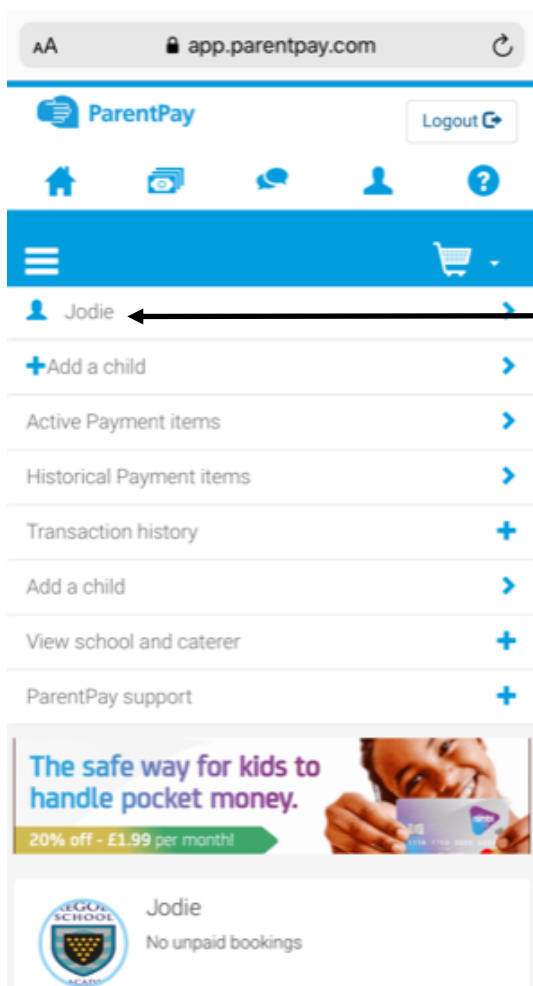 AA app.parentpay.com
ParentPay
Logout
Jodie
Add a child
Active Payment items
Historical Payment items
Transaction history
Add a child
View school and caterer
ParentPay support
The safe way for kids to
handle pocket money.
20% off - £1.99 per month!
nimbl
SCHOOL
Jodie
No unpaid bookings